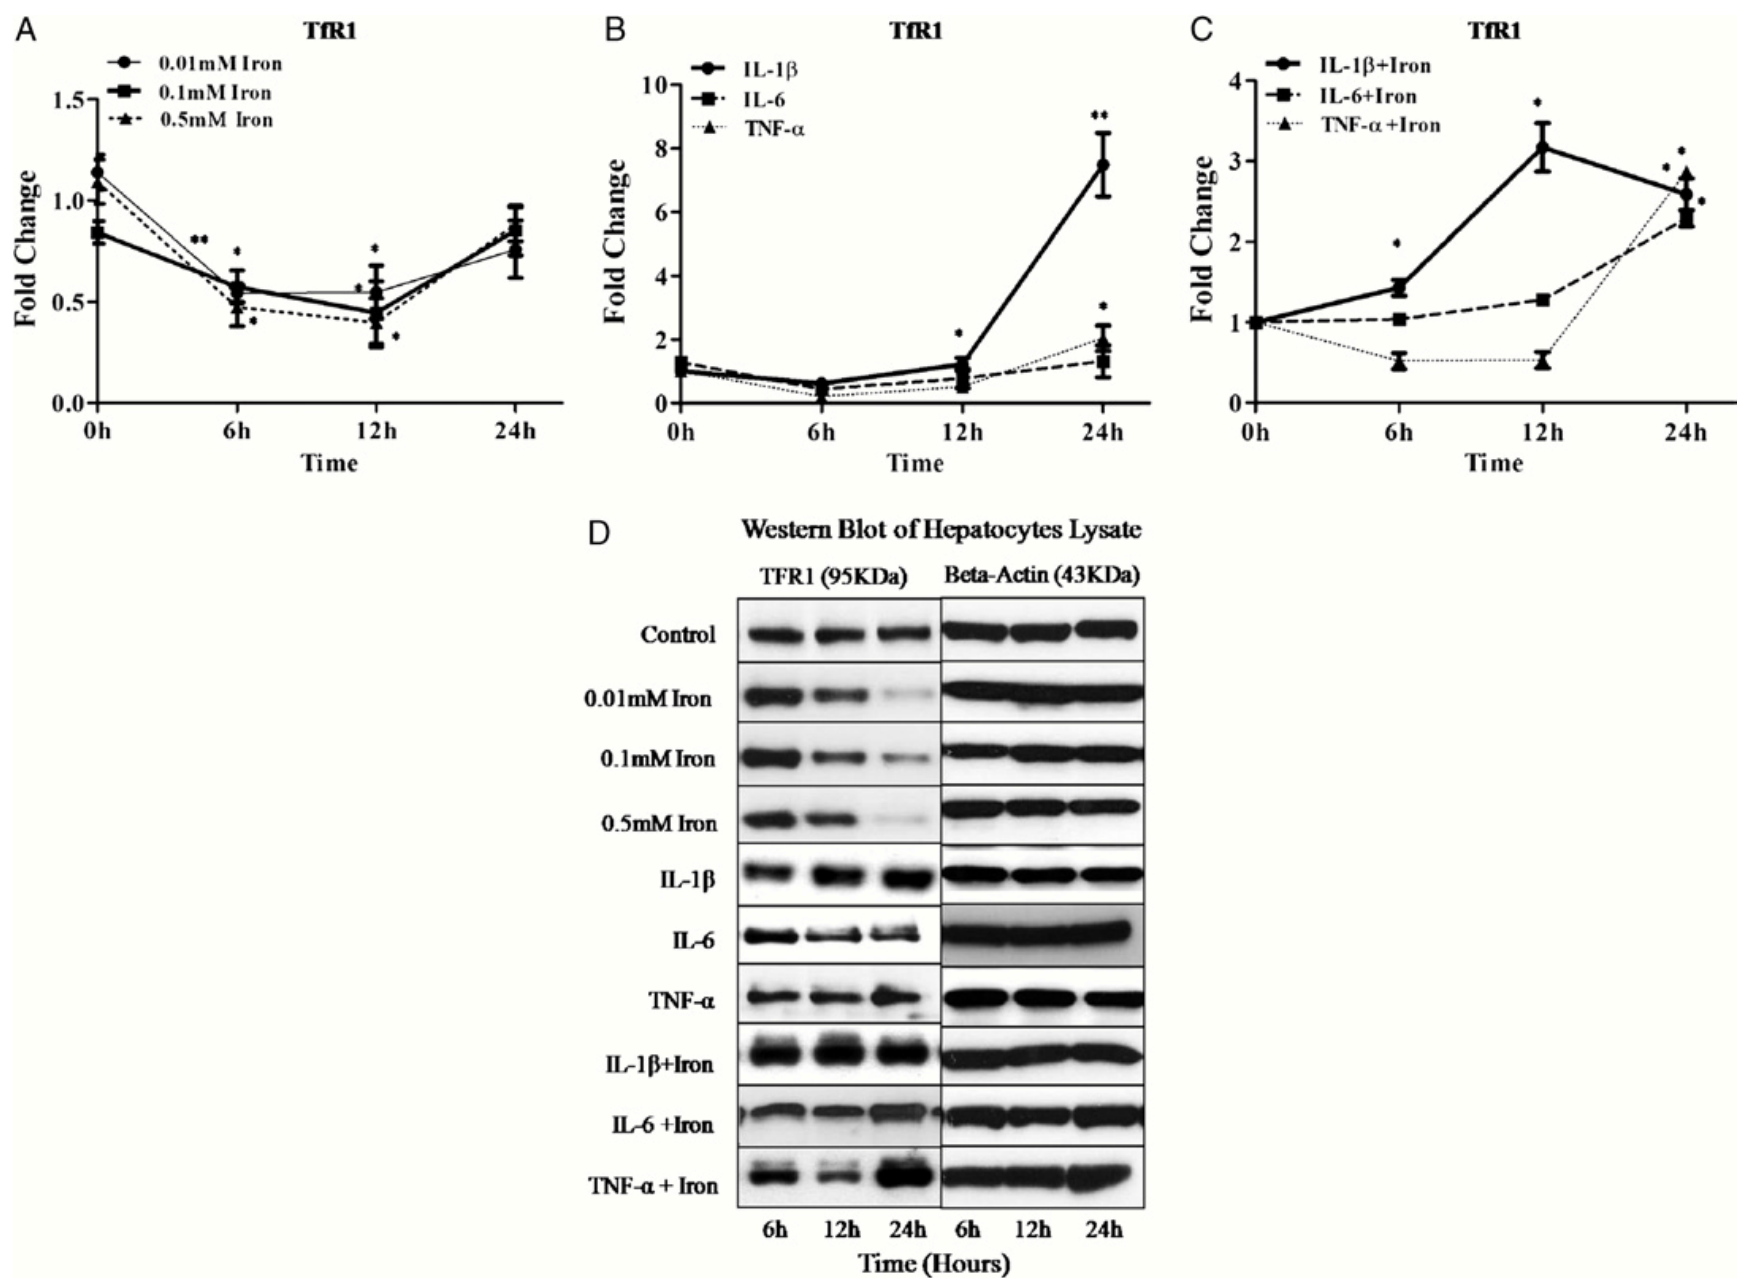 A
TfR1
0.01mM Iron
0.1mM Iron
0.5mM Iron
1.5
1.0
0.5
0.0
Fold Change
**
*
*
*
*
*
0h
6h
12h
24h
Time
B
TfR1
IL-1β
IL-6
TNF-α
10
8
6
4
2
0
Fold Change
**
*
*
0h
6h
12h
24h
Time
C
TfR1
IL-1β+Iron
IL-6+Iron
TNF-α+Iron
4
3
2
1
0
Fold Change
*
*
*
*
*
0h
6h
12h
24h
Time
D
Western Blot of Hepatocytes Lysate
TFR1 (95KDa) Beta-Actin (43KDa)
Control
0.01mM Iron
0.1mM Iron
0.5mM Iron
IL-1β
IL-6
TNF-α
IL-1β+Iron
IL-6 +Iron
TNF-α + Iron
6h 12h 24h 6h 12h 24h
Time (Hours)